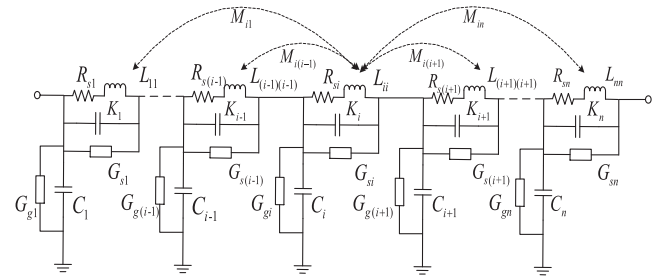 M_{i1} M_{in}
M_{i(i-1)} M_{i(i+1)}
R_{s1} L_{11} R_{s(i-1)} L_{(i-1)(i-1)} R_{si} L_{ii} R_{s(i+1)} L_{(i+1)(i+1)} R_{sn} L_{nn}
K_1 K_{i-1} K_i K_{i+1} K_n
G_{s1} G_{s(i-1)} G_{si} G_{s(i+1)} G_{sn}
G_{g1} C_1 G_{g(i-1)} C_{i-1} G_{gi} C_i G_{g(i+1)} C_{i+1} G_{gn} C_n